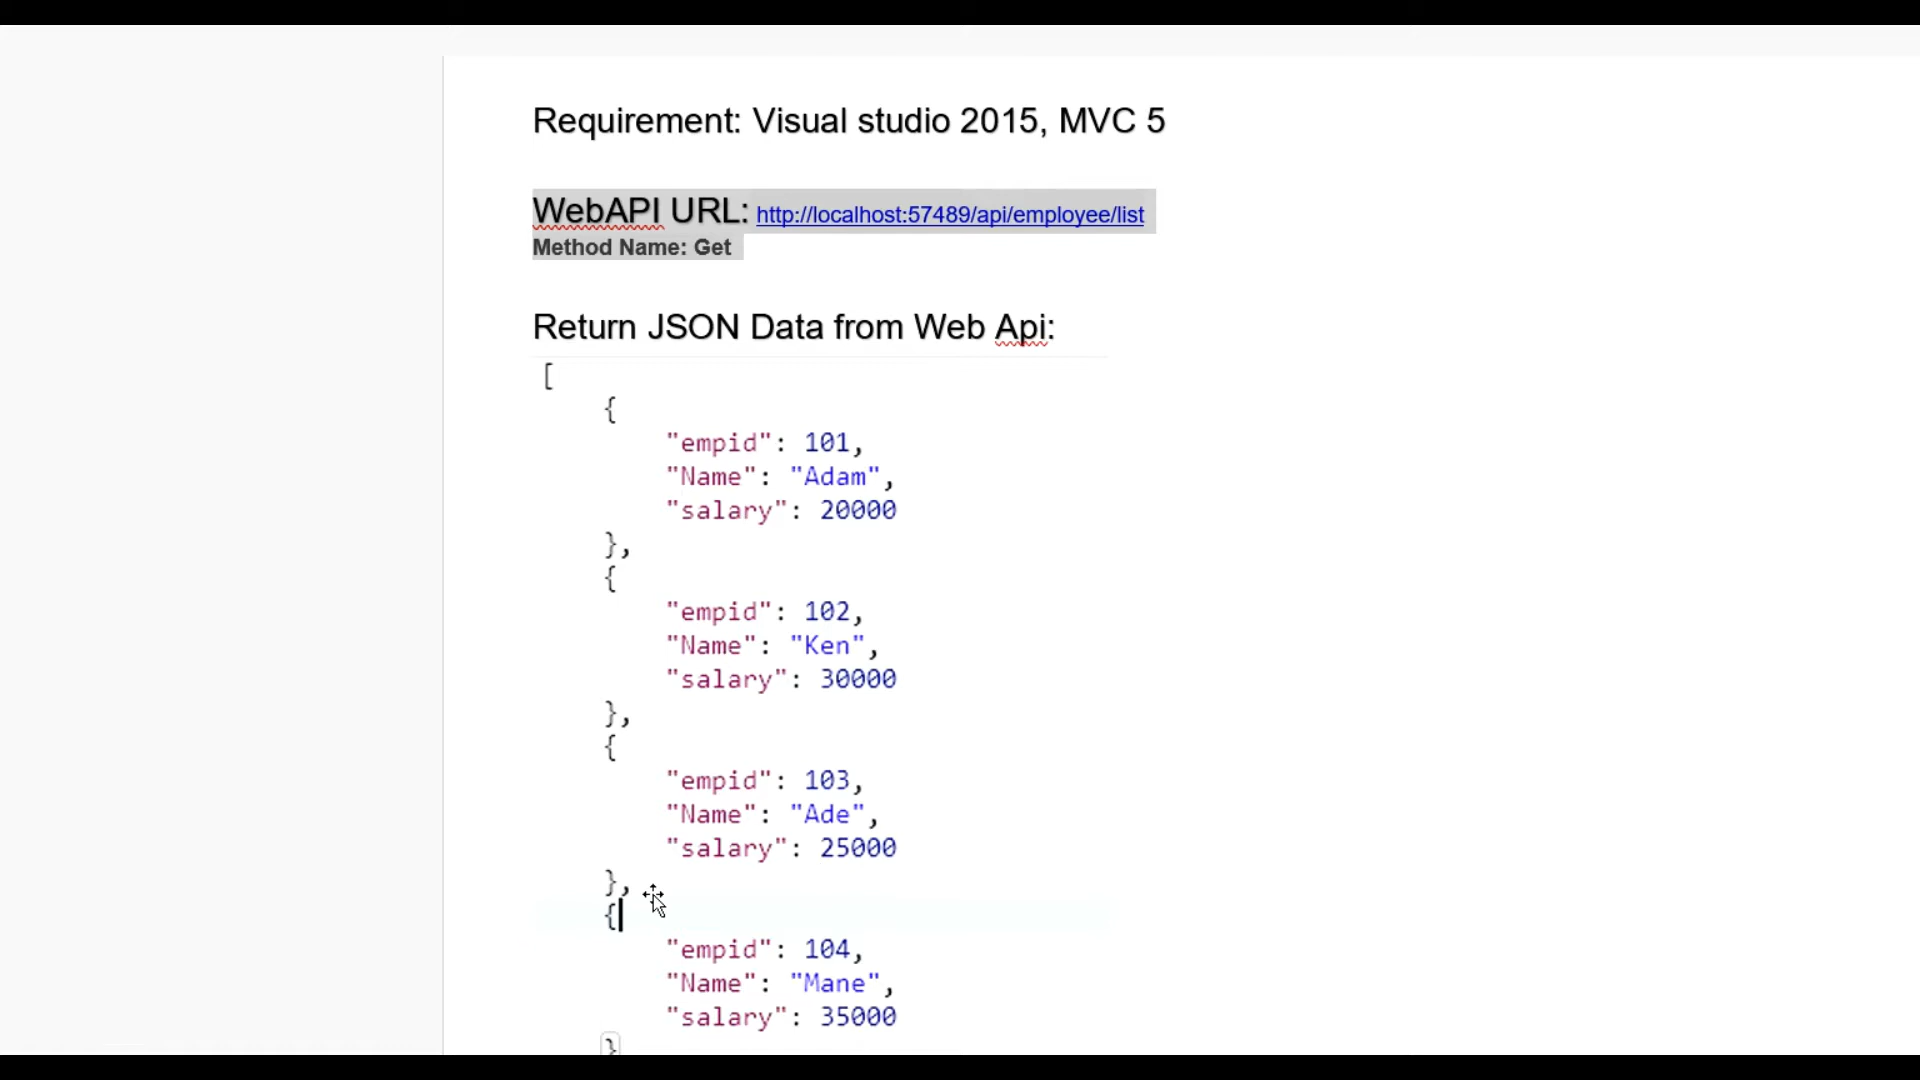 Requirement: Visual studio 2015, MVC 5
WebAPI URL: http://localhost:57489/api/employee/list
Method Name: Get
Return JSON Data from Web Api:
[
{
"empid": 101,
"Name": "Adam",
"salary": 20000
},
{
"empid": 102,
"Name": "Ken",
"salary": 30000
},
{
"empid": 103,
"Name": "Ade",
"salary": 25000
},
{
"empid": 104,
"Name": "Mane",
"salary": 35000
}